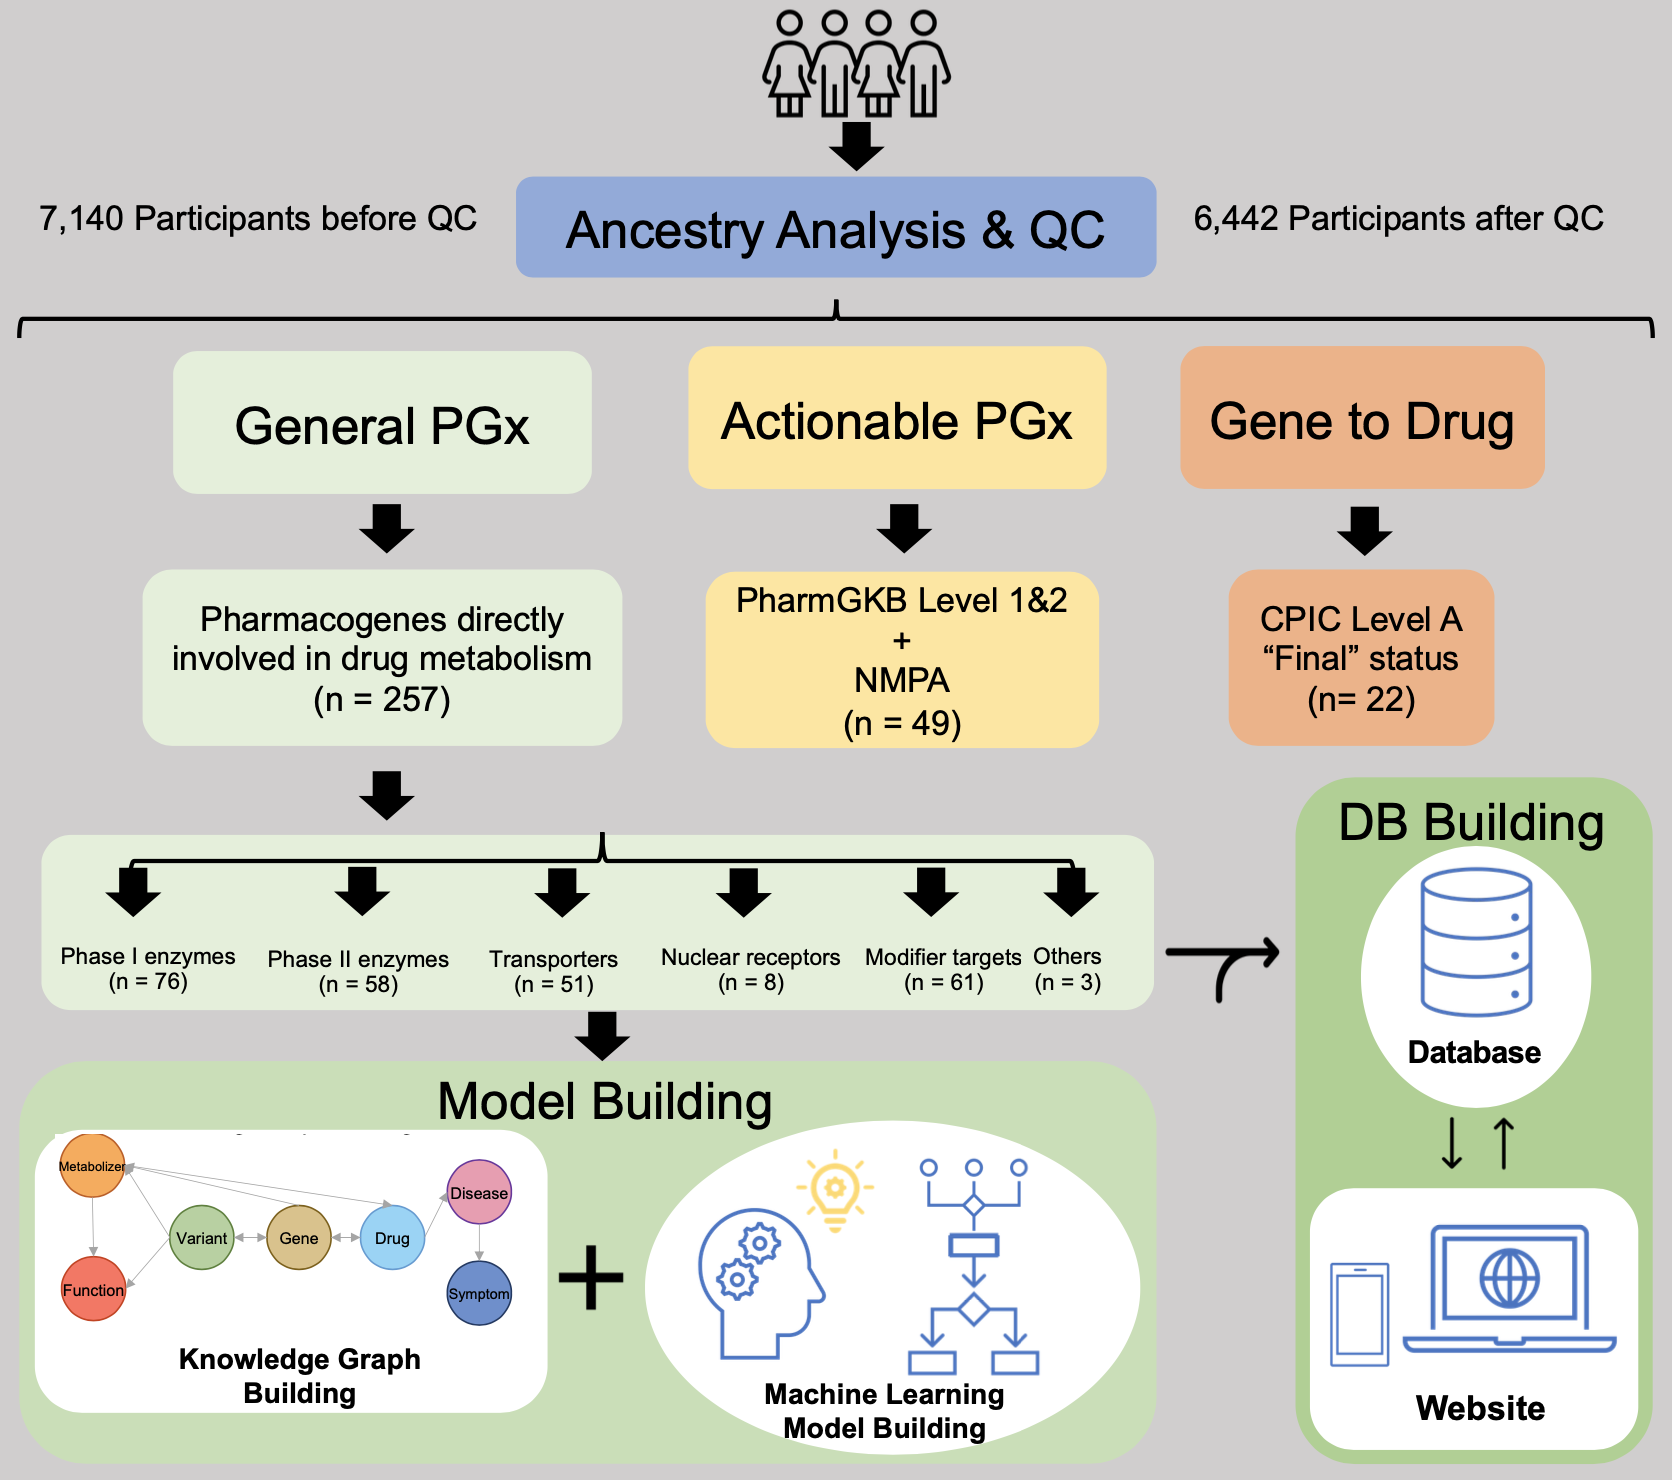 7,140 Participants before QC
Ancestry Analysis & QC
6,442 Participants after QC
General PGx
Actionable PGx
Gene to Drug
Pharmacogenes directly
involved in drug metabolism
(n = 257)
PharmGKB Level 1&2
+
NMPA
(n = 49)
CPIC Level A
“Final” status
(n= 22)
Phase I enzymes
(n = 76)
Phase II enzymes
(n = 58)
Transporters
(n = 51)
Nuclear receptors
(n = 8)
Modifier targets
(n = 61)
Others
(n = 3)
DB Building
Database
Website
Model Building
Metabolizer
Variant
Gene
Drug
Disease
Function
Symptom
Knowledge Graph
Building
Machine Learning
Model Building